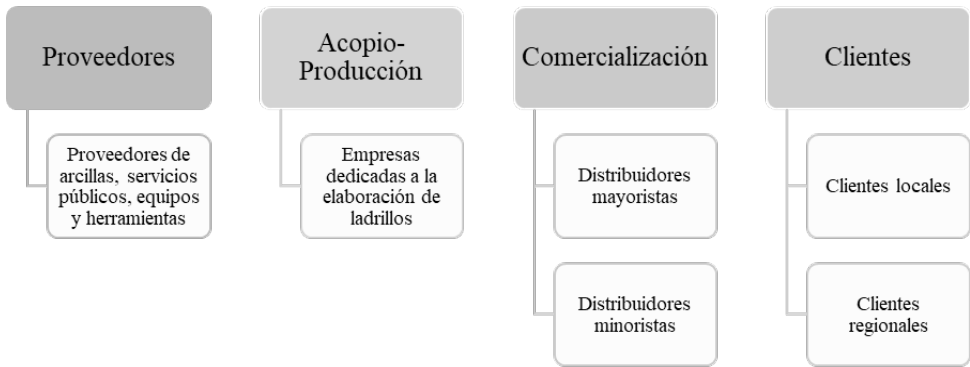 Proveedores
Proveedores de
arcillas, servicios
públicos, equipos
y herramientas
Acopio-
Producción
Empresas
dedicadas a la
elaboración de
ladrillos
Comercialización
Distribuidores
mayoristas
Distribuidores
minoristas
Clientes
Clientes locales
Clientes
regionales